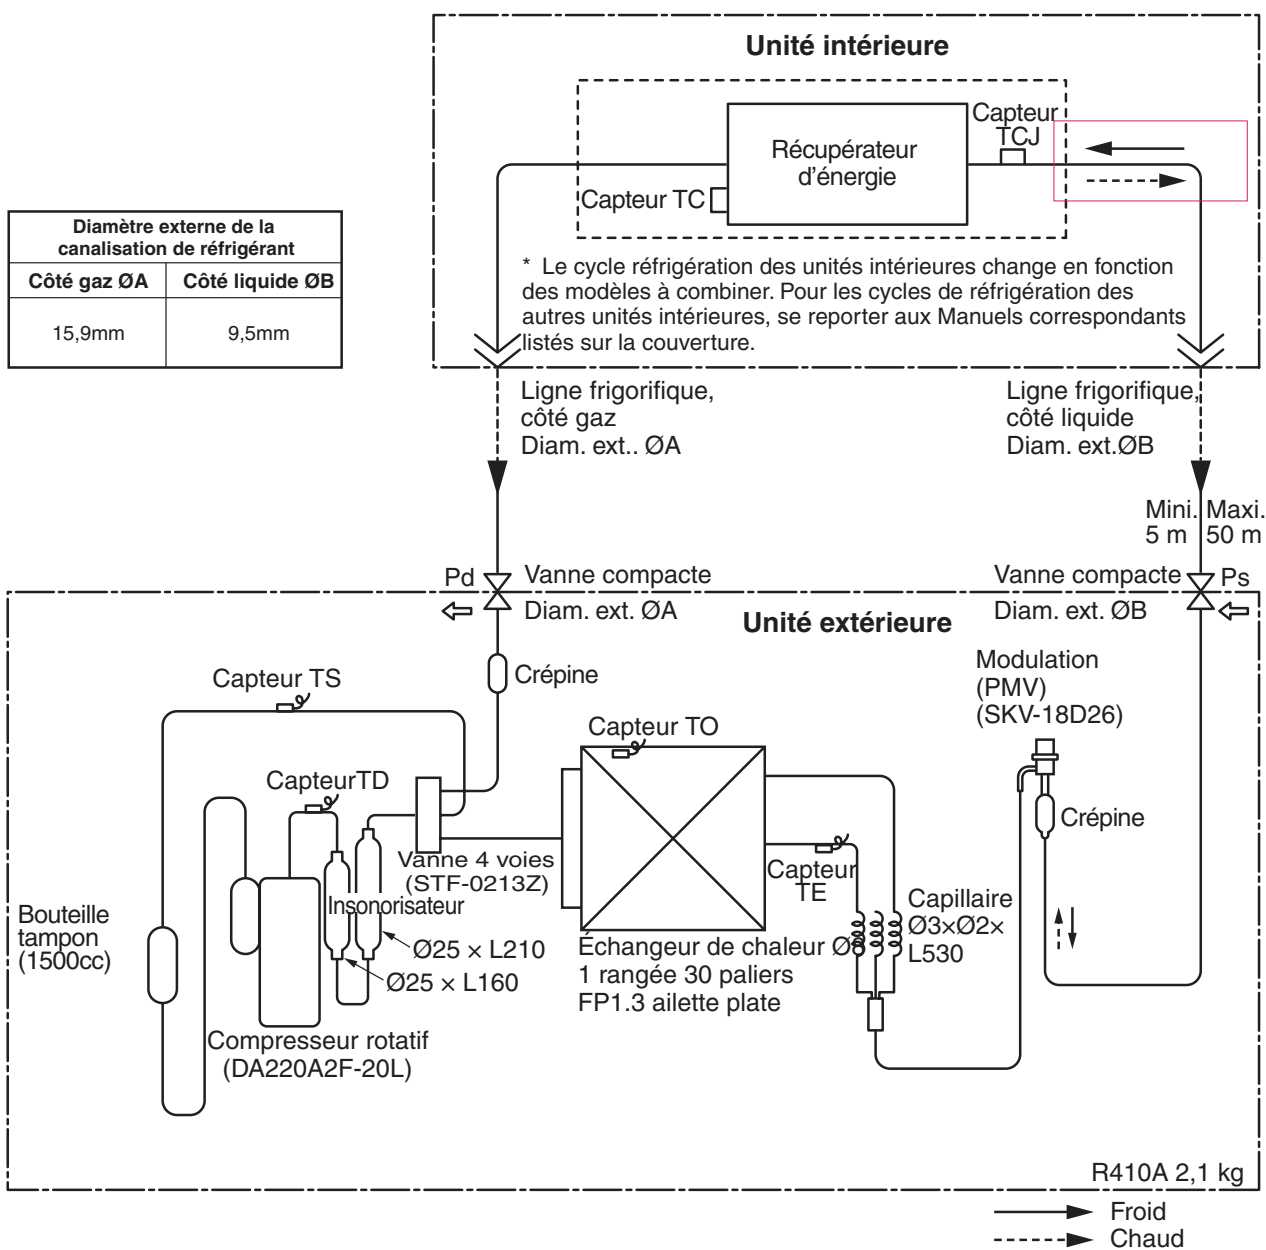 Unité intérieure
Capteur
TCJ
Récupérateur
d'énergie
Capteur TC
Diamètre externe de la
canalisation de réfrigérant
Côté gaz ØA
Côté liquide ØB
15,9mm
9,5mm
* Le cycle réfrigération des unités intérieures change en fonction
des modèles à combiner. Pour les cycles de réfrigération des
autres unités intérieures, se reporter aux Manuels correspondants
listés sur la couverture.
Ligne frigorifique,
côté gaz
Diam. ext.. ØA
Ligne frigorifique,
côté liquide
Diam. ext.ØB
Mini. Maxi.
5 m 50 m
Pd
Vanne compacte
Diam. ext. ØA
Vanne compacte
Ps
Diam. ext. ØB
Unité extérieure
Crépine
Capteur TS
Modulation
(PMV)
(SKV-18D26)
Capteur TO
CapteurTD
Crépine
Vanne 4 voies
(STF-0213Z)
Capteur
TE
Insonorisateur
Capillaire
Ø3×Ø2×
L530
Bouteille
tampon
(1500cc)
Ø25 × L210
Ø25 × L160
Échangeur de chaleur Ø8
1 rangée 30 paliers
FP1.3 ailette plate
Compresseur rotatif
(DA220A2F-20L)
R410A 2,1 kg
Froid
Chaud